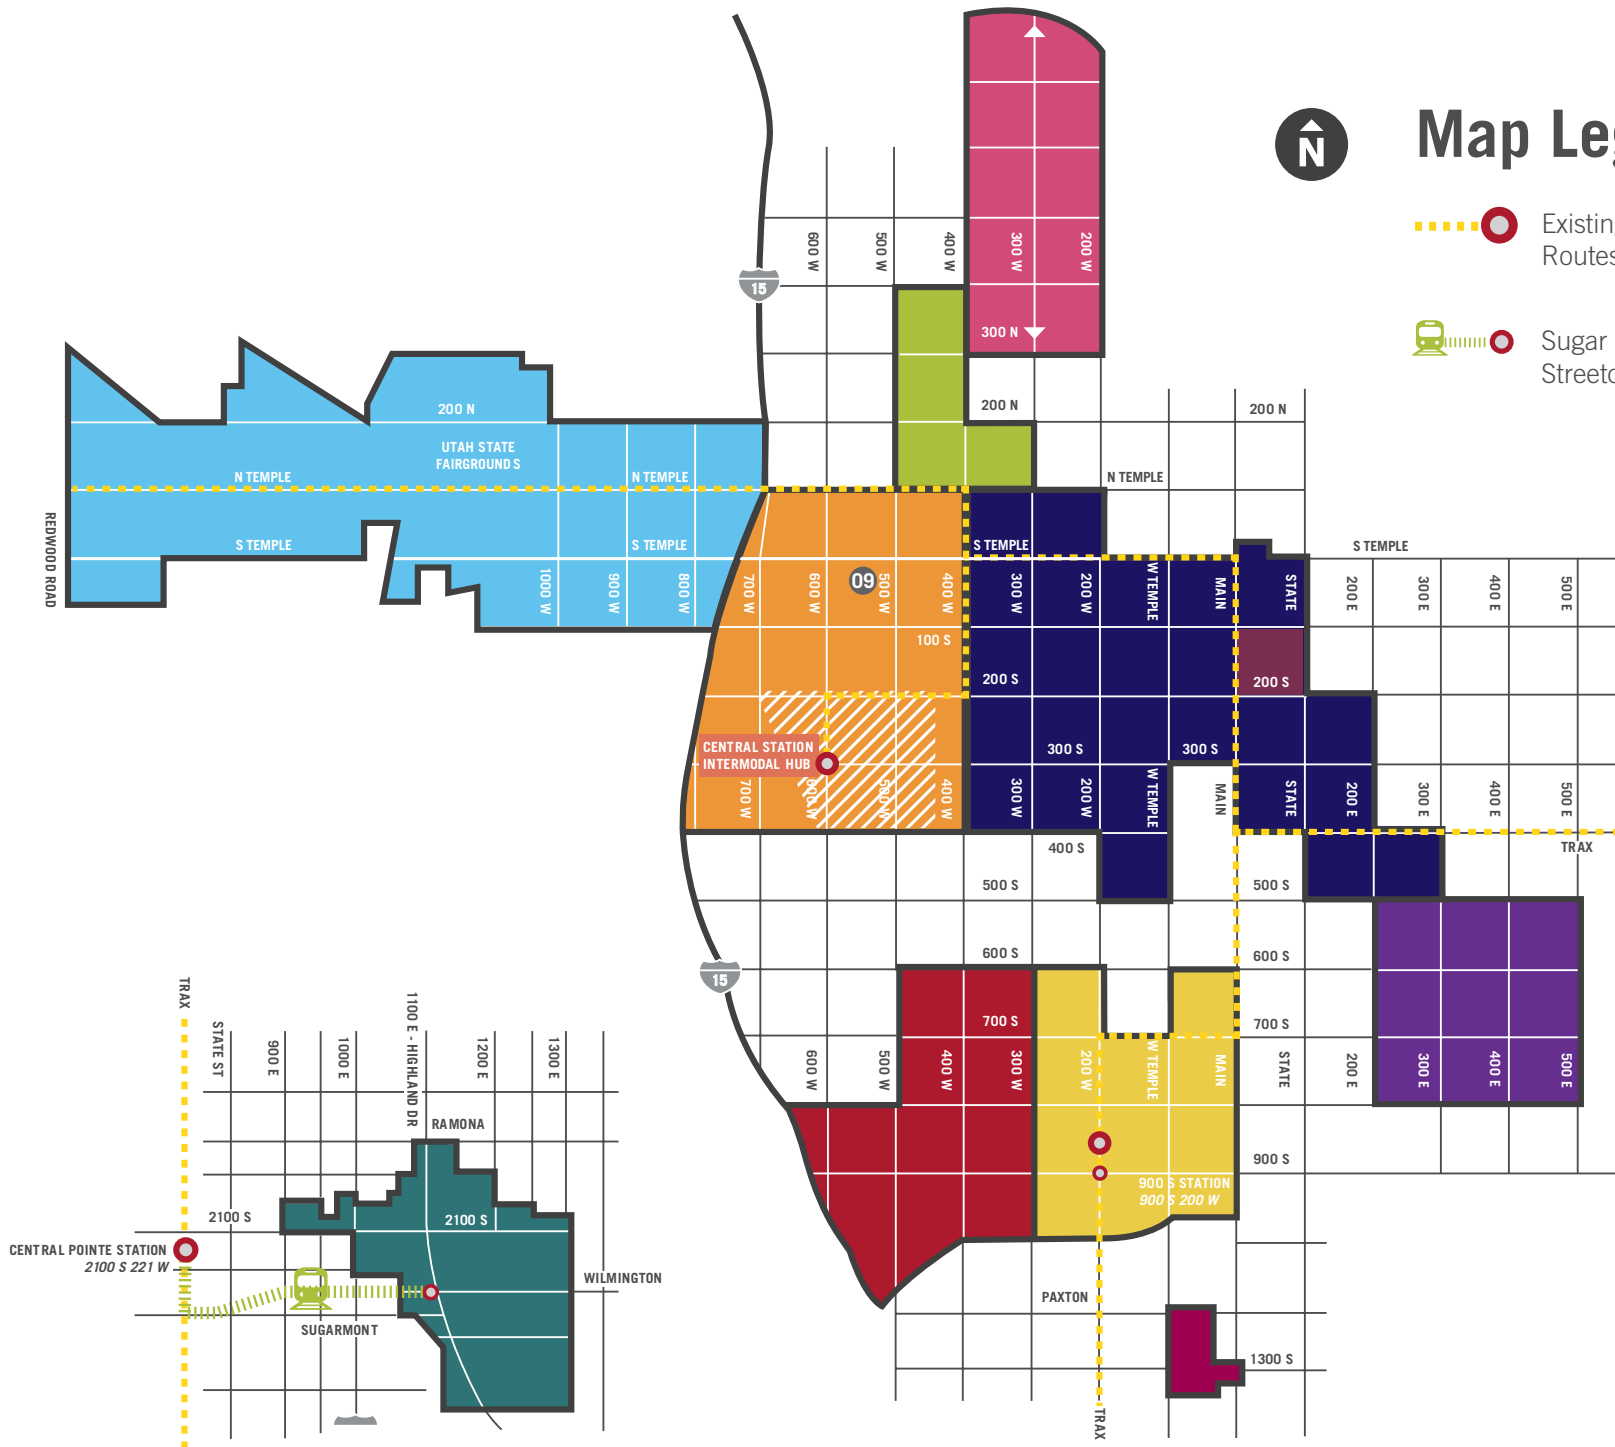 N
Map Leg
Existin
Routes
Sugar
Streetc
600 W
500 W
400 W
300 W
200 W
15
300 N
200 N
200 N
200 N
UTAH STATE
FAIRGROUNDS
N TEMPLE
N TEMPLE
N TEMPLE
REDWOOD ROAD
S TEMPLE
S TEMPLE
S TEMPLE
S TEMPLE
1000 W
900 W
800 W
700 W
600 W
09
500 W
400 W
300 W
200 W
W TEMPLE
MAIN
STATE
200 E
300 E
400 E
500 E
100 S
200 S
200 S
CENTRAL STATION
INTERMODAL HUB
300 S
300 S
700 W
600 W
500 W
400 W
300 W
200 W
W TEMPLE
MAIN
STATE
200 E
300 E
400 E
500 E
400 S
TRAX
500 S
500 S
600 S
600 S
15
700 S
700 S
600 W
500 W
400 W
300 W
200 W
W TEMPLE
MAIN
STATE
200 E
300 E
400 E
500 E
900 S
900 S STATION
900 S 200 W
PAXTON
1300 S
TRAX
TRAX
STATE ST
900 E
1000 E
1100 E - HIGHLAND DR
1200 E
1300 E
RAMONA
2100 S
2100 S
CENTRAL POINTE STATION
2100 S 221 W
WILMINGTON
SUGARMONT